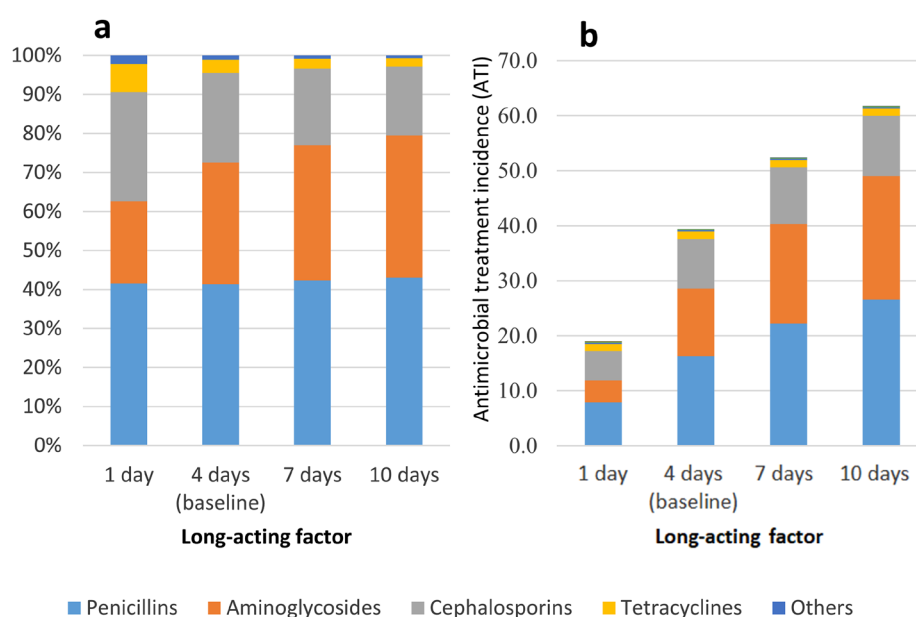 a
100%
90%
80%
70%
60%
50%
40%
30%
20%
10%
0%
1 day 4 days 7 days 10 days
(baseline)
Long-acting factor
b
Antimicrobial treatment incidence (ATI)
70.0
60.0
50.0
40.0
30.0
20.0
10.0
0.0
1 day 4 days 7 days 10 days
(baseline)
Long-acting factor
Penicillins Aminoglycosides Cephalosporins Tetracyclines Others